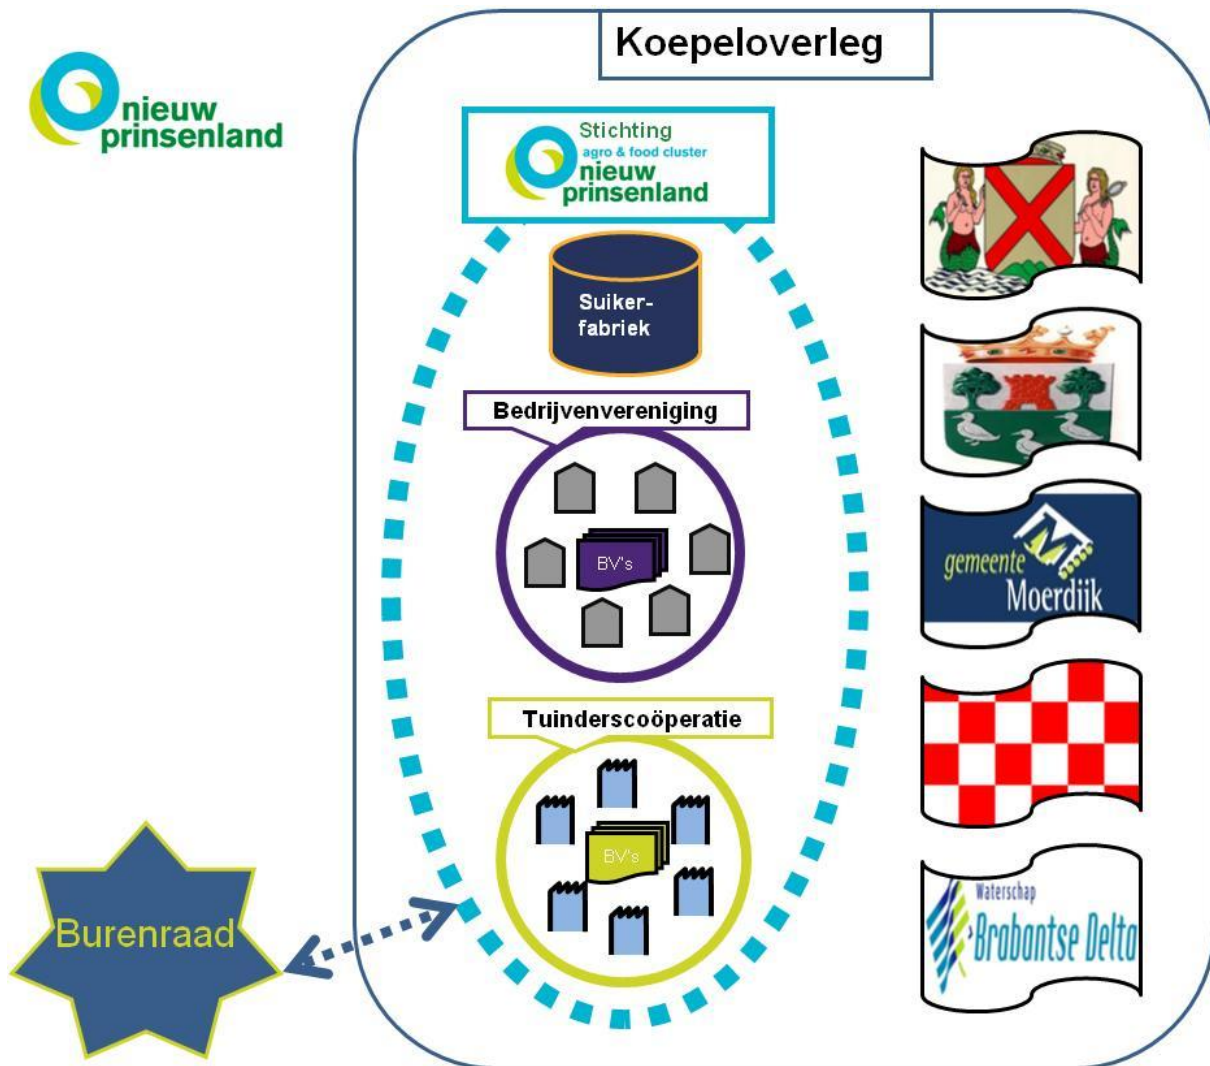 Koepeloverleg
nieuw
prinsenland
Stichting
agro & food cluster
nieuw
prinsenland
Suiker-
fabriek
Bedrijvenvereniging
BV's
gemeente
Moerdijk
Tuinderscoöperatie
BV's
Waterschap
Brabantse Delta
Burenraad